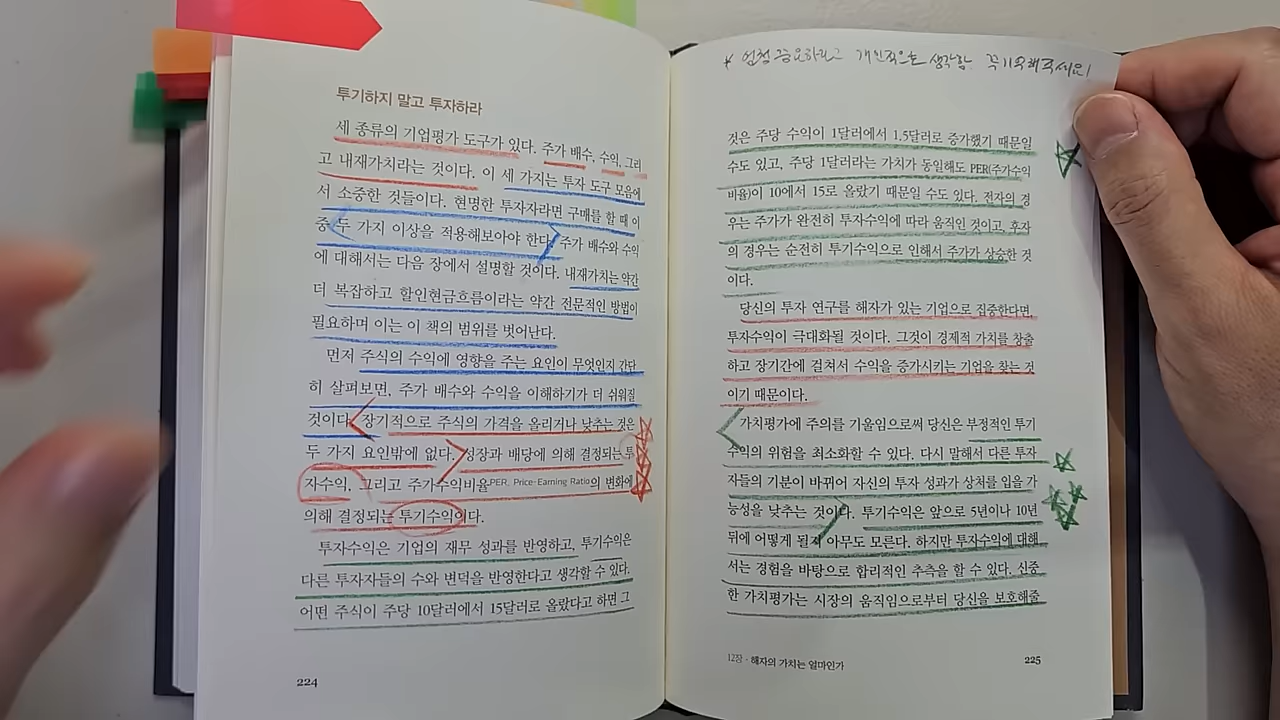 투기하지 말고 투자하라
세 종류의 기업평가 도구가 있다. 주가 배수, 수익, 그리
고 내재가치라는 것이다. 이 세 가지는 투자 도구 모음에
서 소중한 것들이다. 현명한 투자자라면 구매를 할 때 이
중 두 가지 이상을 적용해보아야 한다. 주가 배수와 수익
에 대해서는 다음 장에서 설명할 것이다. 내재가치는 약간
더 복잡하고 할인현금흐름이라는 약간 전문적인 방법이
필요하며 이는 이 책의 범위를 벗어난다.
먼저 주식의 수익에 영향을 주는 요인이 무엇인지 간단
히 살펴보면, 주가 배수와 수익을 이해하기가 더 쉬워질
것이다. 장기적으로 주식의 가격을 올리거나 낮추는 것은
두 가지 요인밖에 없다. 성장과 배당에 의해 결정되는 투
자수익, 그리고 주가수익비율PER, Price-Earning Ratio의 변화에
의해 결정되는 투기수익이다.
투자수익은 기업의 재무 성과를 반영하고, 투기수익은
다른 투자자들의 수와 변덕을 반영한다고 생각할 수 있다.
어떤 주식이 주당 10달러에서 15달러로 올랐다고 하면 그
224
* 엄청 중요하다고 개인적으로 생각함. 꼭 기억해주세요!
것은 주당 수익이 1달러에서 1.5달러로 증가했기 때문일
수도 있고, 주당 1달러라는 가치가 동일해도 PER(주가수익
비율)이 10에서 15로 올랐기 때문일 수도 있다. 전자의 경
우는 주가가 완전히 투자수익에 따라 움직인 것이고, 후자
의 경우는 순전히 투기수익으로 인해서 주가가 상승한 것
이다.
당신의 투자 연구를 해자가 있는 기업으로 집중한다면,
투자수익이 극대화될 것이다. 그것이 경제적 가치를 창출
하고 장기간에 걸쳐서 수익을 증가시키는 기업을 찾는 것
이기 때문이다.
가치평가에 주의를 기울임으로써 당신은 부정적인 투기
수익의 위험을 최소화할 수 있다. 다시 말해서 다른 투자
자들의 기분이 바뀌어 자신의 투자 성과가 상처를 입을 가
능성을 낮추는 것이다. 투기수익은 앞으로 5년이나 10년
뒤에 어떻게 될지 아무도 모른다. 하지만 투자수익에 대해
서는 경험을 바탕으로 합리적인 추측을 할 수 있다. 신중
한 가치평가는 시장의 움직임으로부터 당신을 보호해줄
12장 · 해자의 가치는 얼마인가
225